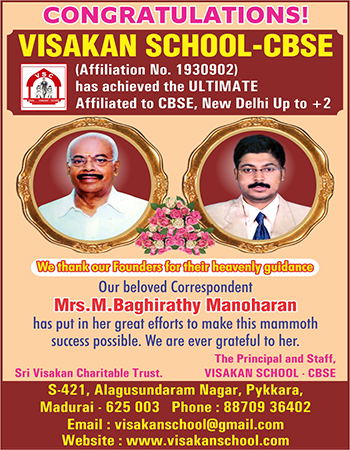 CONGRATULATIONS!
VISAKAN SCHOOL-CBSE
VSC
(Affiliation No. 1930902)
has achieved the ULTIMATE
Affiliated to CBSE, New Delhi Up to +2
We thank our Founders for their heavenly guidance
Our beloved Correspondent
Mrs.M.Baghirathy Manoharan
has put in her great efforts to make this mammoth
success possible. We are ever grateful to her.
The Principal and Staff,
Sri Visakan Charitable Trust. VISAKAN SCHOOL - CBSE
S-421, Alagusundaram Nagar, Pykkara,
Madurai - 625 003 Phone : 88709 36402
Email : visakanschool@gmail.com
Website : www.visakanschool.com